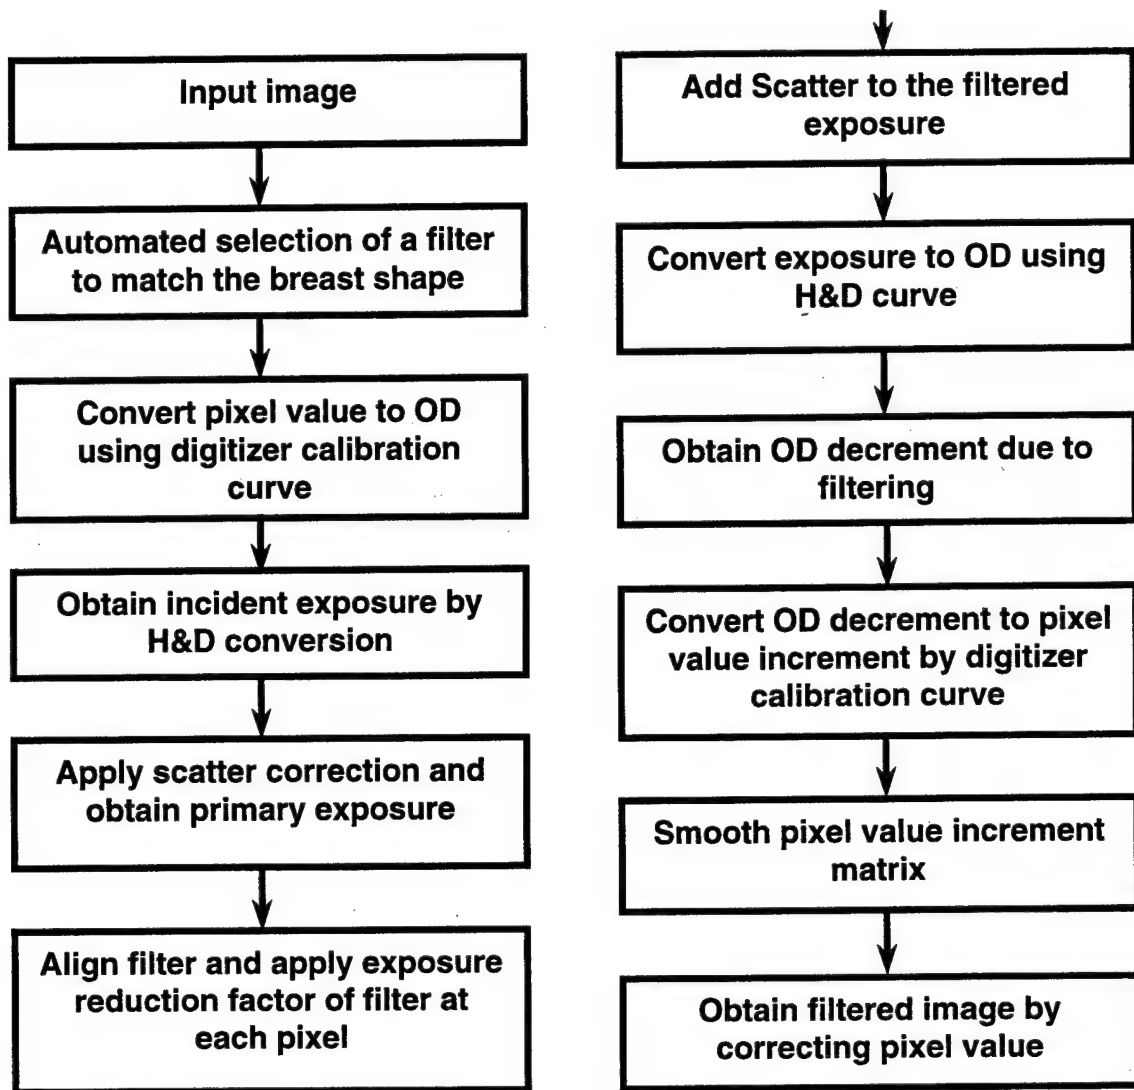 Input image
Automated selection of a filter
to match the breast shape
Convert pixel value to OD
using digitizer calibration
curve
Obtain incident exposure by
H&D conversion
Apply scatter correction and
obtain primary exposure
Align filter and apply exposure
reduction factor of filter at
each pixel
Add Scatter to the filtered
exposure
Convert exposure to OD using
H&D curve
Obtain OD decrement due to
filtering
Convert OD decrement to pixel
value increment by digitizer
calibration curve
Smooth pixel value increment
matrix
Obtain filtered image by
correcting pixel value